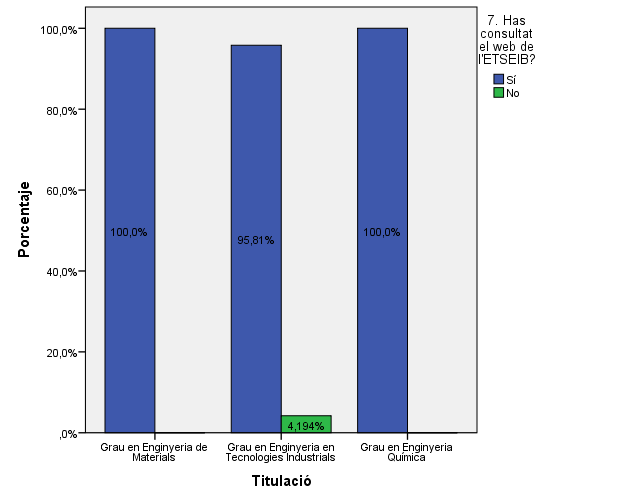 7. Has
consultat
el web de
l'ETSEIB?
Sí
No
Porcentaje
100,0%
80,0%
60,0%
40,0%
20,0%
,0%
100,0%
95,81%
4,194%
100,0%
Grau en Enginyeria de
Materials
Grau en Enginyeria en
Tecnologies Industrials
Grau en Enginyeria
Química
Titulació